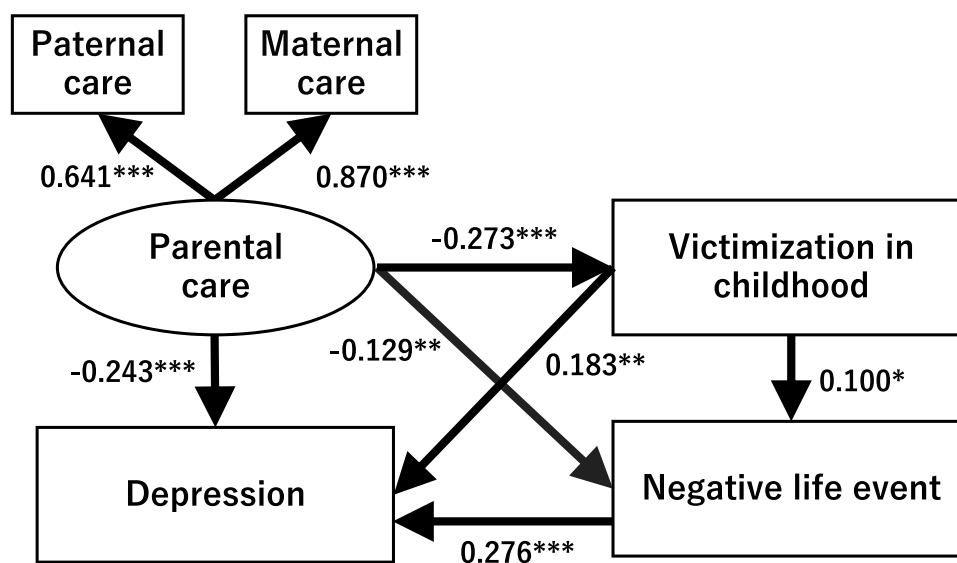 Paternal
care
Maternal
care
0.641***
0.870***
Parental
care
-0.273***
Victimization in
childhood
-0.243***
-0.129**
0.183**
0.100*
Depression
Negative life event
0.276***